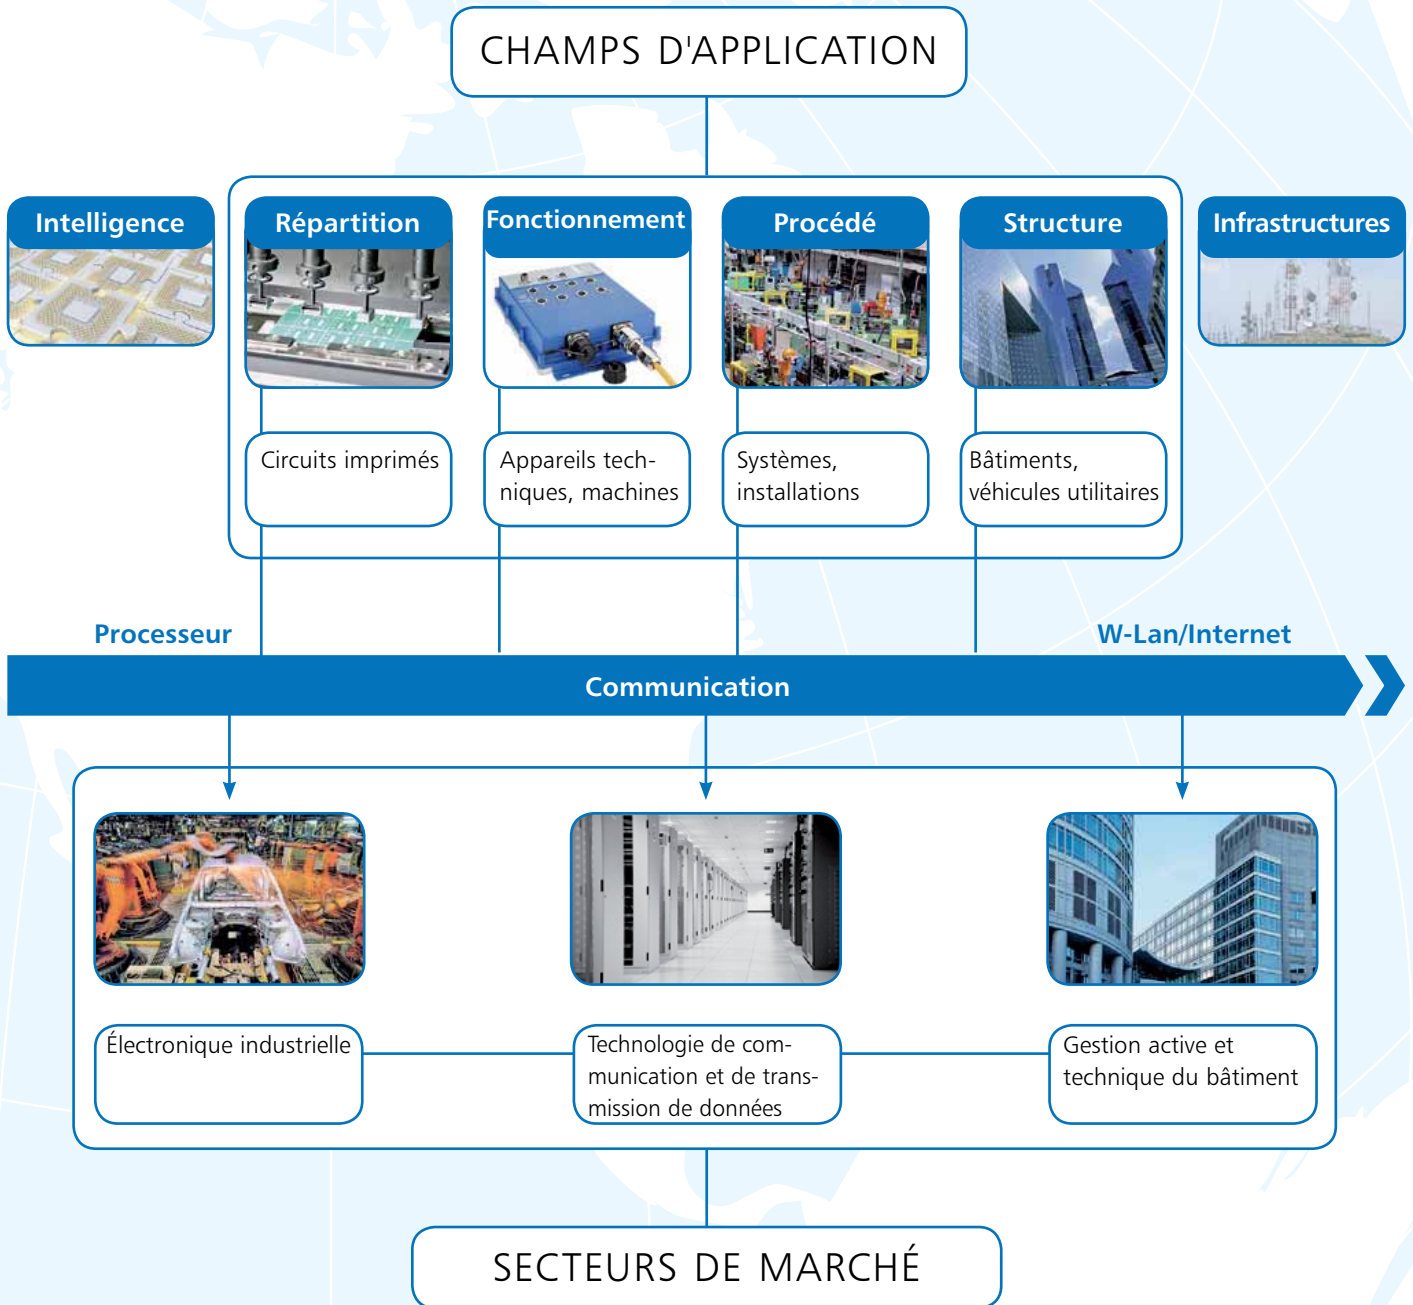 CHAMPS D'APPLICATION
Intelligence
Répartition
Fonctionnement
Procédé
Structure
Infrastructures
Circuits imprimés
Appareils tech-
niques, machines
Systèmes,
installations
Bâtiments,
véhicules utilitaires
Processeur
W-Lan/Internet
Communication
Électronique industrielle
Technologie de com-
munication et de trans-
mission de données
Gestion active et
technique du bâtiment
SECTEURS DE MARCHÉ